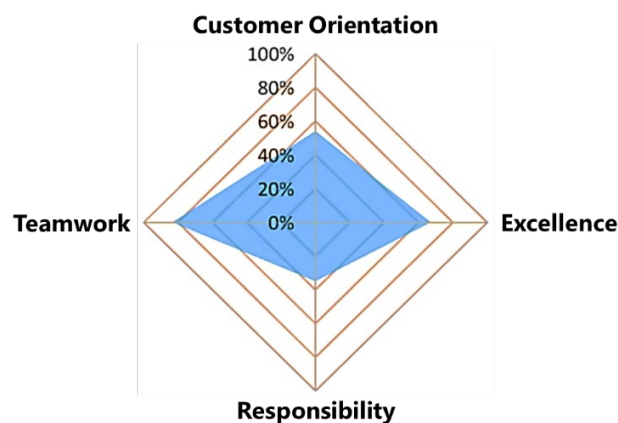 Customer Orientation
100%
80%
60%
40%
20%
0%
Teamwork
Excellence
Responsibility